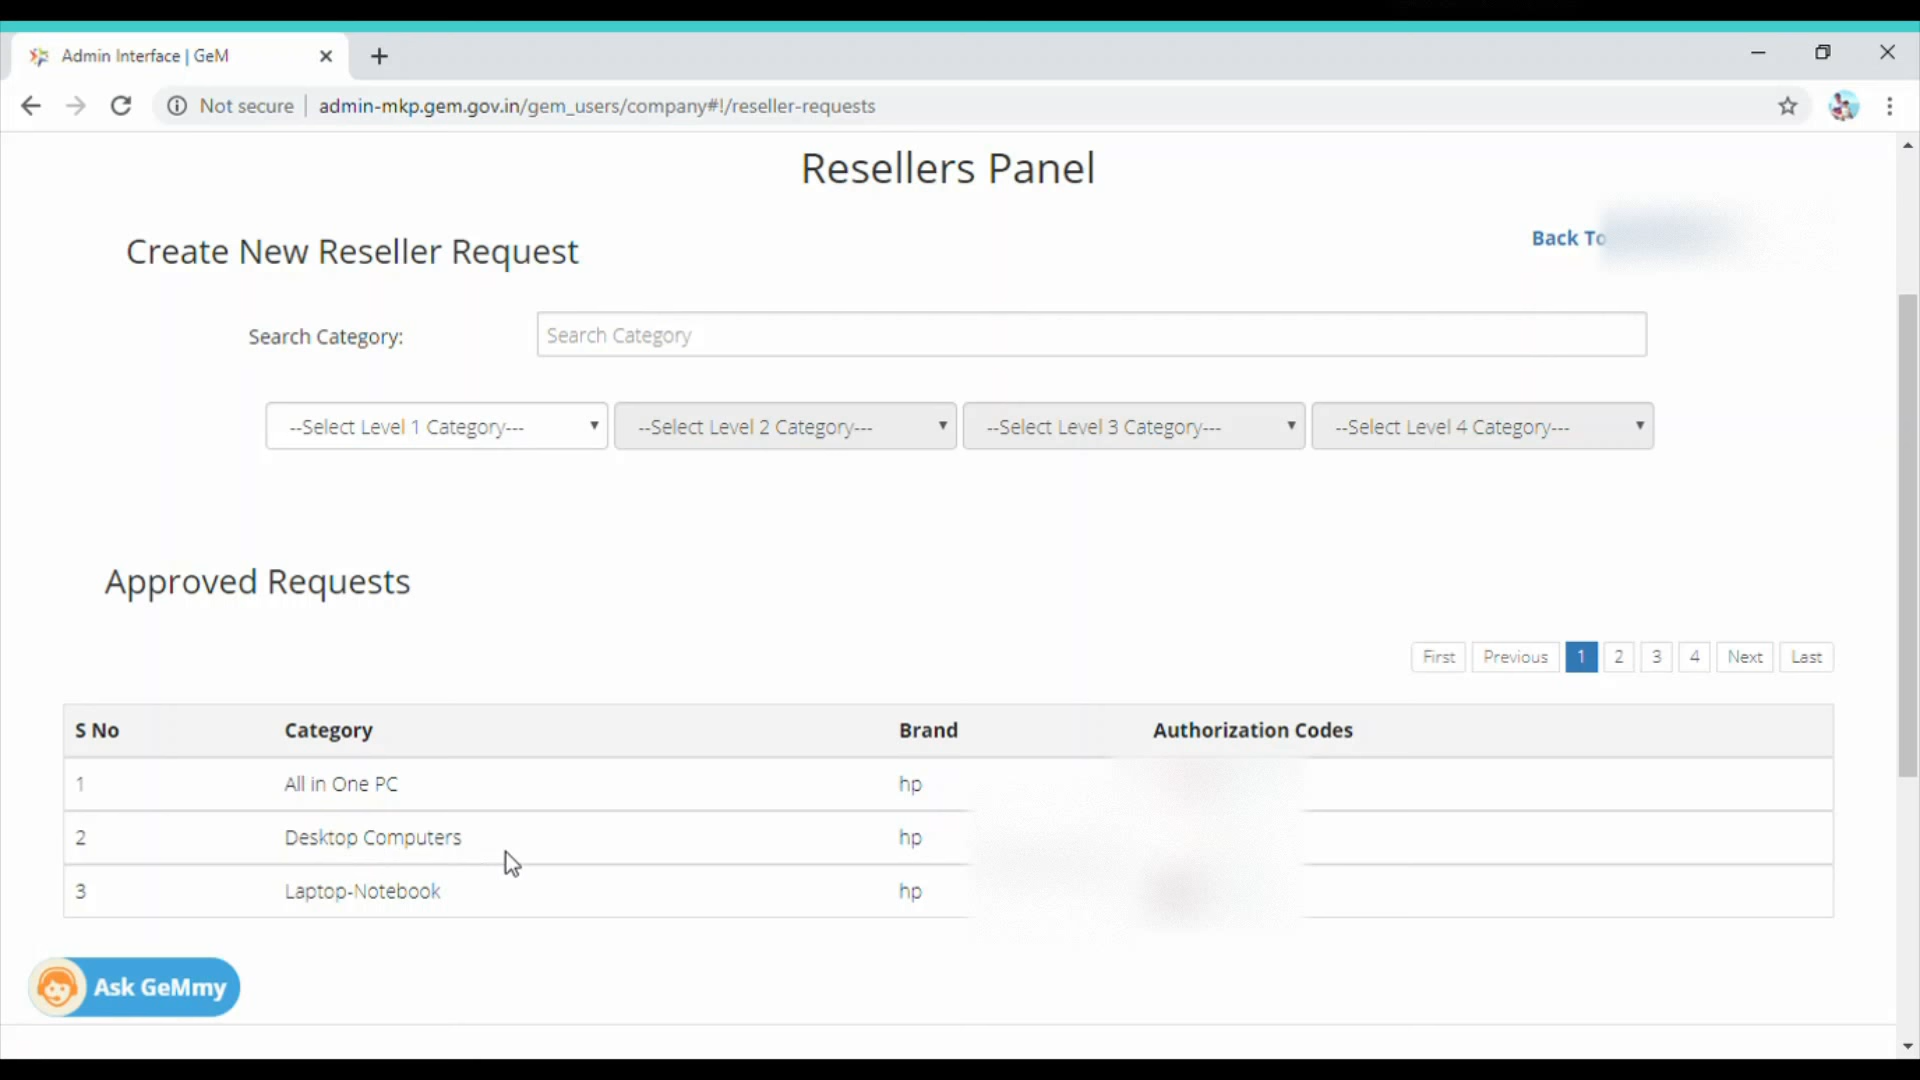 Admin Interface | GeM
Not secure admin-mkp.gem.gov.in/gem_users/company#!/reseller-requests
Resellers Panel
Back To
Create New Reseller Request
Search Category: Search Category
--Select Level 1 Category--- --Select Level 2 Category--- --Select Level 3 Category--- --Select Level 4 Category---
Approved Requests
First Previous 1 2 3 4 Next Last
S No Category Brand Authorization Codes
1 All in One PC hp
2 Desktop Computers hp
3 Laptop-Notebook hp
Ask GeMmy